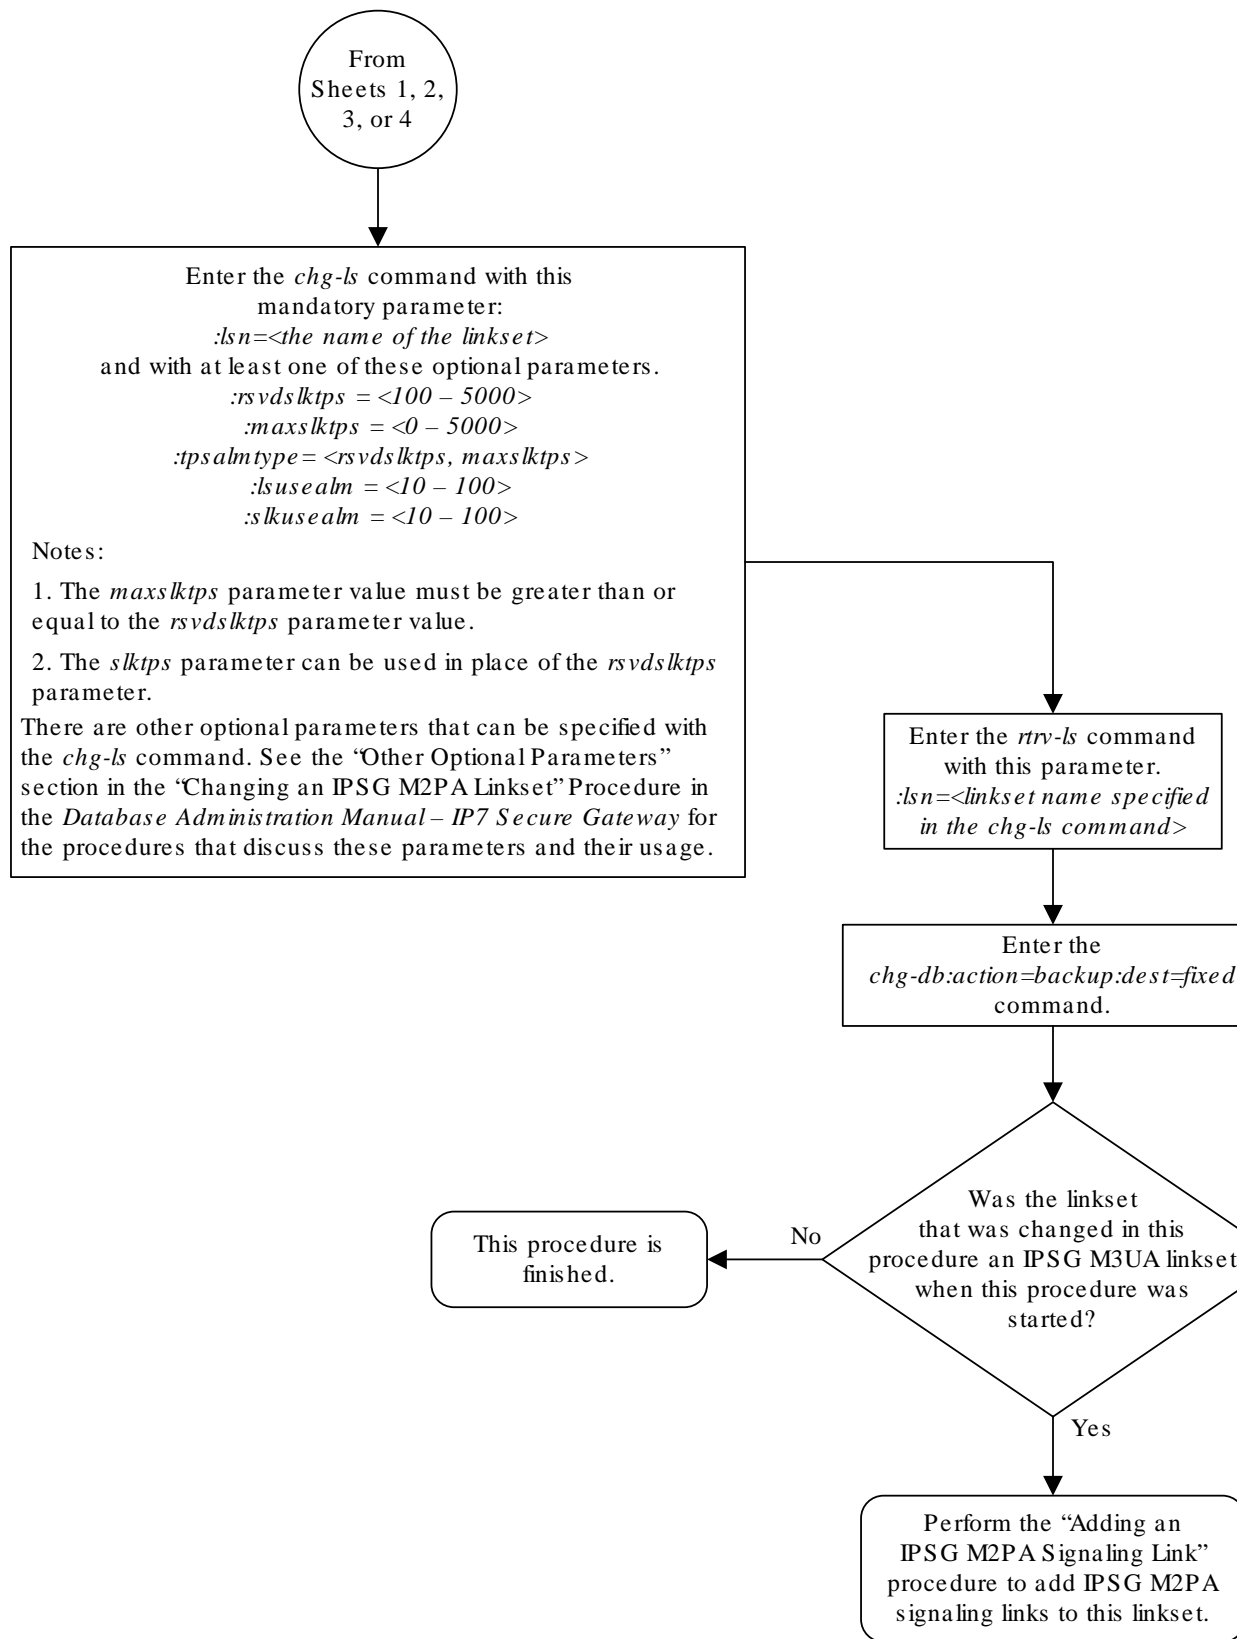 From
Sheets 1, 2,
3, or 4
Enter the chg-ls command with this
mandatory parameter:
:lsn=<the name of the linkset>
and with at least one of these optional parameters.
:rsvdslktps = <100 – 5000>
:maxslktps = <0 – 5000>
:tpsalmtype= <rsvdslktps, maxslktps>
:lsusealm = <10 – 100>
:slkusealm = <10 – 100>
Notes:
1. The maxslktps parameter value must be greater than or
equal to the rsvdslktps parameter value.
2. The slktps parameter can be used in place of the rsvdslktps
parameter.
There are other optional parameters that can be specified with
the chg-ls command. See the “Other Optional Parameters”
section in the “Changing an IPSG M2PA Linkset” Procedure in
the Database Administration Manual – IP7 Secure Gateway for
the procedures that discuss these parameters and their usage.
Enter the rtrv-ls command
with this parameter.
:lsn=<linkset name specified
in the chg-ls command>
Enter the
chg-db:action=backup:dest=fixed
command.
Was the linkset
that was changed in this
procedure an IPSG M3UA linkset
when this procedure was
started?
No
This procedure is
finished.
Yes
Perform the “Adding an
IPSG M2PA Signaling Link”
procedure to add IPSG M2PA
signaling links to this linkset.